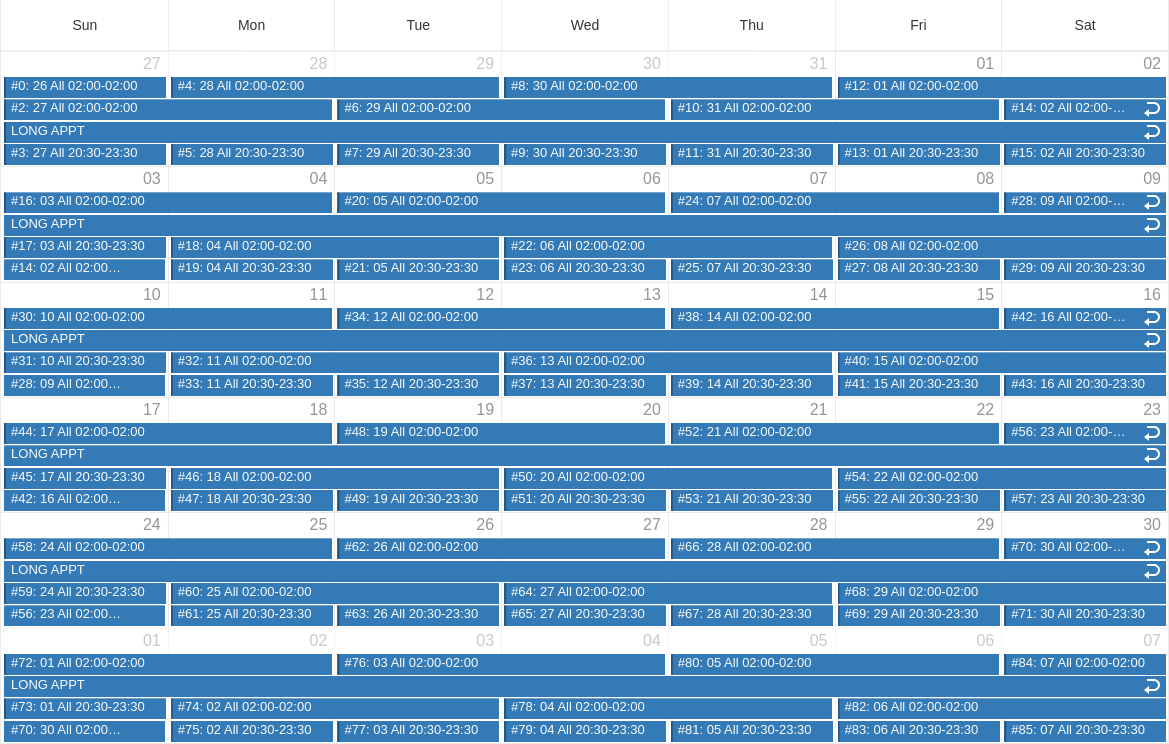 Sun Mon Tue Wed Thu Fri Sat
27 28 29 30 31 01 02
#0: 26 All 02:00-02:00 #4: 28 All 02:00-02:00 #8: 30 All 02:00-02:00 #12: 01 All 02:00-02:00
#2: 27 All 02:00-02:00 #6: 29 All 02:00-02:00 #10: 31 All 02:00-02:00 #14: 02 All 02:00-…
LONG APPT
#3: 27 All 20:30-23:30 #5: 28 All 20:30-23:30 #7: 29 All 20:30-23:30 #9: 30 All 20:30-23:30 #11: 31 All 20:30-23:30 #13: 01 All 20:30-23:30 #15: 02 All 20:30-23:30
03 04 05 06 07 08 09
#16: 03 All 02:00-02:00 #20: 05 All 02:00-02:00 #24: 07 All 02:00-02:00 #28: 09 All 02:00-…
LONG APPT
#17: 03 All 20:30-23:30 #18: 04 All 02:00-02:00 #22: 06 All 02:00-02:00 #26: 08 All 02:00-02:00
#14: 02 All 02:00… #19: 04 All 20:30-23:30 #21: 05 All 20:30-23:30 #23: 06 All 20:30-23:30 #25: 07 All 20:30-23:30 #27: 08 All 20:30-23:30 #29: 09 All 20:30-23:30
10 11 12 13 14 15 16
#30: 10 All 02:00-02:00 #34: 12 All 02:00-02:00 #38: 14 All 02:00-02:00 #42: 16 All 02:00-…
LONG APPT
#31: 10 All 20:30-23:30 #32: 11 All 02:00-02:00 #36: 13 All 02:00-02:00 #40: 15 All 02:00-02:00
#28: 09 All 02:00… #33: 11 All 20:30-23:30 #35: 12 All 20:30-23:30 #37: 13 All 20:30-23:30 #39: 14 All 20:30-23:30 #41: 15 All 20:30-23:30 #43: 16 All 20:30-23:30
17 18 19 20 21 22 23
#44: 17 All 02:00-02:00 #48: 19 All 02:00-02:00 #52: 21 All 02:00-02:00 #56: 23 All 02:00-…
LONG APPT
#45: 17 All 20:30-23:30 #46: 18 All 02:00-02:00 #50: 20 All 02:00-02:00 #54: 22 All 02:00-02:00
#42: 16 All 02:00… #47: 18 All 20:30-23:30 #49: 19 All 20:30-23:30 #51: 20 All 20:30-23:30 #53: 21 All 20:30-23:30 #55: 22 All 20:30-23:30 #57: 23 All 20:30-23:30
24 25 26 27 28 29 30
#58: 24 All 02:00-02:00 #62: 26 All 02:00-02:00 #66: 28 All 02:00-02:00 #70: 30 All 02:00-…
LONG APPT
#59: 24 All 20:30-23:30 #60: 25 All 02:00-02:00 #64: 27 All 02:00-02:00 #68: 29 All 02:00-02:00
#56: 23 All 02:00… #61: 25 All 20:30-23:30 #63: 26 All 20:30-23:30 #65: 27 All 20:30-23:30 #67: 28 All 20:30-23:30 #69: 29 All 20:30-23:30 #71: 30 All 20:30-23:30
01 02 03 04 05 06 07
#72: 01 All 02:00-02:00 #76: 03 All 02:00-02:00 #80: 05 All 02:00-02:00 #84: 07 All 02:00-02:00
LONG APPT
#73: 01 All 20:30-23:30 #74: 02 All 02:00-02:00 #78: 04 All 02:00-02:00 #82: 06 All 02:00-02:00
#70: 30 All 02:00… #75: 02 All 20:30-23:30 #77: 03 All 20:30-23:30 #79: 04 All 20:30-23:30 #81: 05 All 20:30-23:30 #83: 06 All 20:30-23:30 #85: 07 All 20:30-23:30